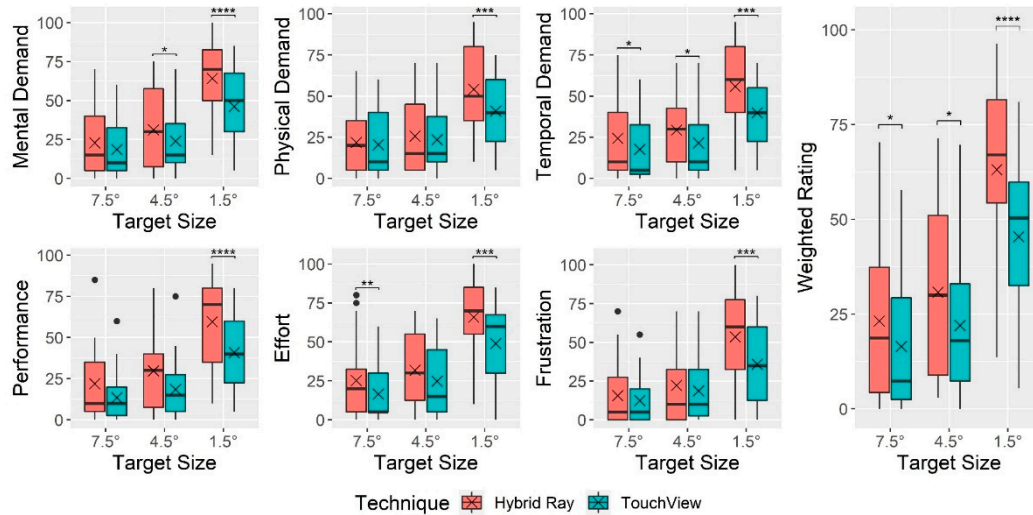 Mental Demand
100
75
50
25
0
*
****
7.5° 4.5° 1.5°
Target Size
Physical Demand
100
75
50
25
0
***
7.5° 4.5° 1.5°
Target Size
Temporal Demand
100
75
50
25
0
*
*
***
7.5° 4.5° 1.5°
Target Size
Weighted Rating
100
75
50
25
0
*
*
****
7.5° 4.5° 1.5°
Target Size
Performance
100
75
50
25
0
****
7.5° 4.5° 1.5°
Target Size
Effort
100
75
50
25
0
**
***
7.5° 4.5° 1.5°
Target Size
Frustration
100
75
50
25
0
***
7.5° 4.5° 1.5°
Target Size
Technique Hybrid Ray TouchView